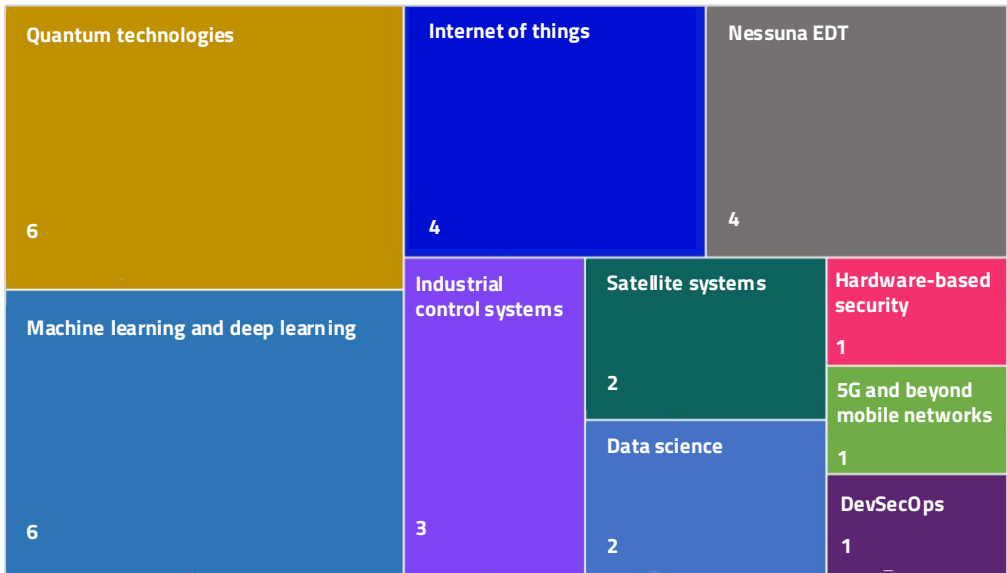 Quantum technologies
6
Machine learning and deep learning
6
Internet of things
4
Nessuna EDT
4
Industrial
control systems
3
Satellite systems
2
Data science
2
Hardware-based
security
1
5G and beyond
mobile networks
1
DevSecOps
1